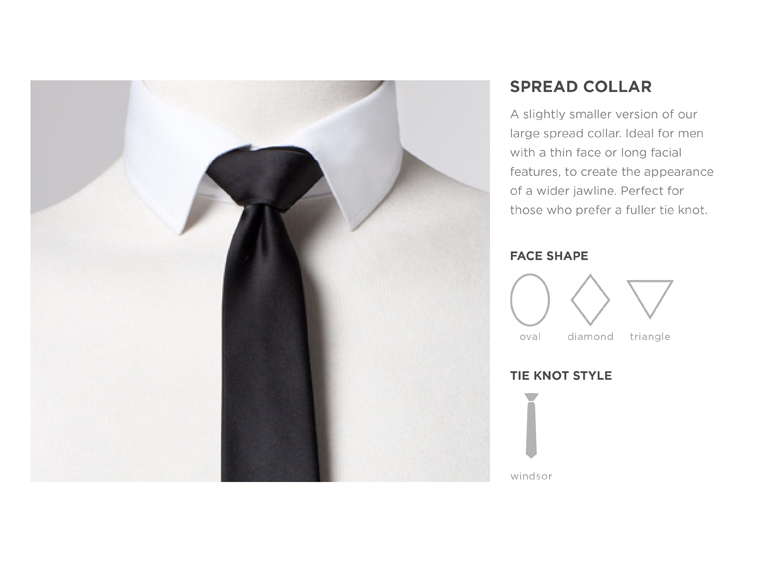 SPREAD COLLAR
A slightly smaller version of our
large spread collar. Ideal for men
with a thin face or long facial
features, to create the appearance
of a wider jawline. Perfect for
those who prefer a fuller tie knot.
FACE SHAPE
oval diamond triangle
TIE KNOT STYLE
windsor